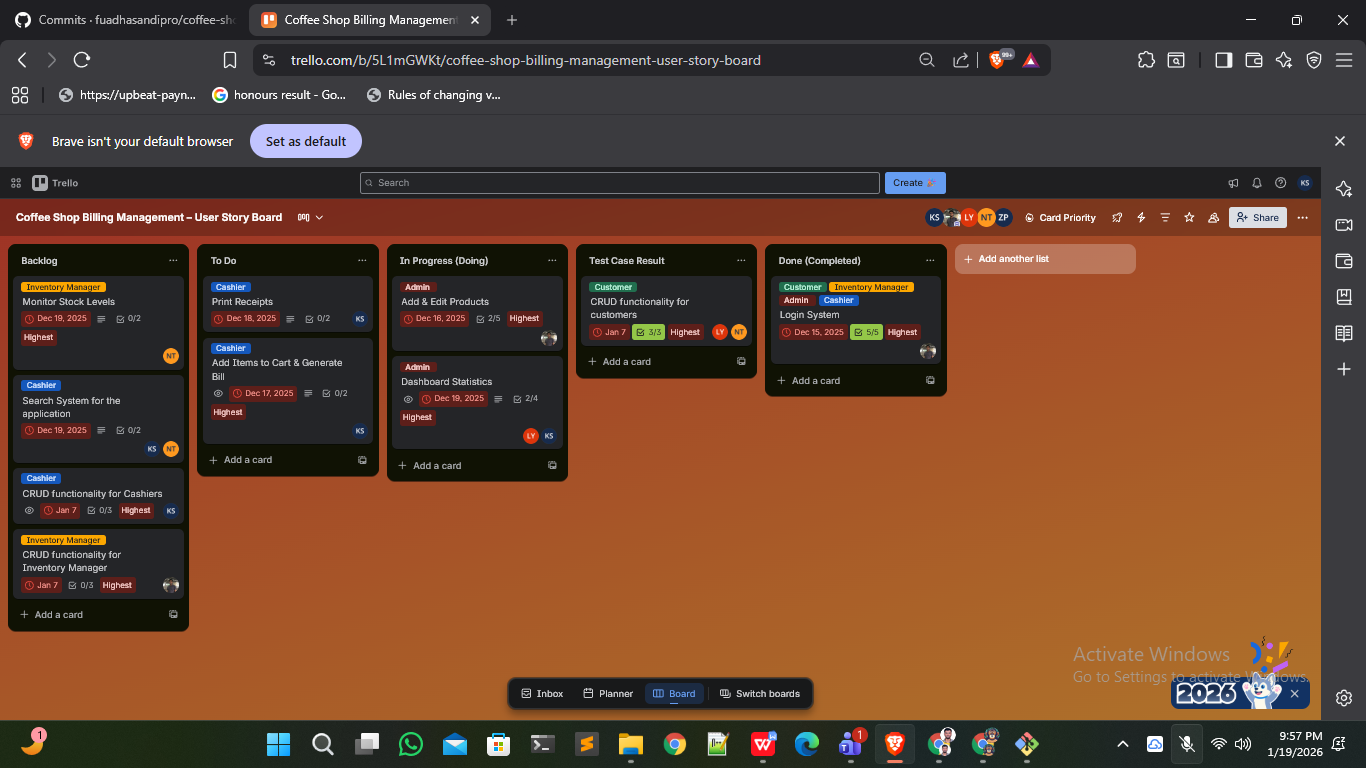 Commits · fuadhasandipro/coffee-sh
Coffee Shop Billing Management
trello.com/b/5L1mGWKt/coffee-shop-billing-management-user-story-board
99+
https://upbeat-payn...
honours result - Go...
Rules of changing v...
Brave isn't your default browser
Set as default
Trello
Search
Create
KS
Coffee Shop Billing Management – User Story Board
KS LY NT ZP
Card Priority
Share
Backlog
Inventory Manager
Monitor Stock Levels
Dec 19, 2025 0/2
Highest
NT
Cashier
Search System for the
application
Dec 19, 2025 0/2
KS NT
Cashier
CRUD functionality for Cashiers
Jan 7 0/3 Highest KS
Inventory Manager
CRUD functionality for
Inventory Manager
Jan 7 0/3 Highest
Add a card
To Do
Cashier
Print Receipts
Dec 18, 2025 0/2 KS
Cashier
Add Items to Cart & Generate
Bill
Dec 17, 2025 0/2
Highest
KS
Add a card
In Progress (Doing)
Admin
Add & Edit Products
Dec 16, 2025 2/5 Highest
Admin
Dashboard Statistics
Dec 19, 2025 2/4
Highest
LY KS
Add a card
Test Case Result
Customer
CRUD functionality for
customers
Jan 7 3/3 Highest LY NT
Add a card
Done (Completed)
Customer Inventory Manager
Admin Cashier
Login System
Dec 15, 2025 5/5 Highest
Add a card
Add another list
Activate Windows
Go to Settings to activate Windows.
2026
Inbox
Planner
Board
Switch boards
1
1
9:57 PM
1/19/2026